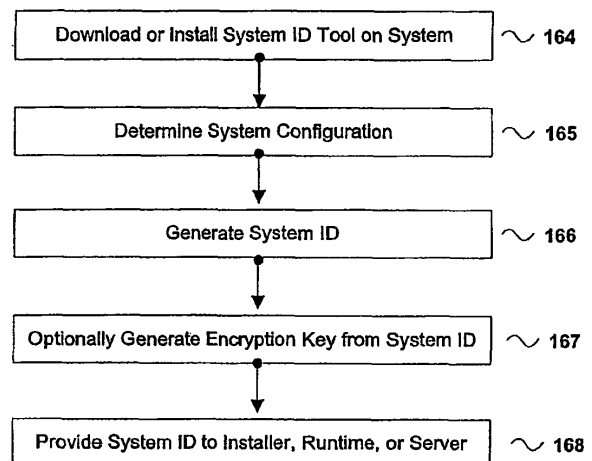 Download or Install System ID Tool on System 164
Determine System Configuration 165
Generate System ID 166
Optionally Generate Encryption Key from System ID 167
Provide System ID to Installer, Runtime, or Server 168